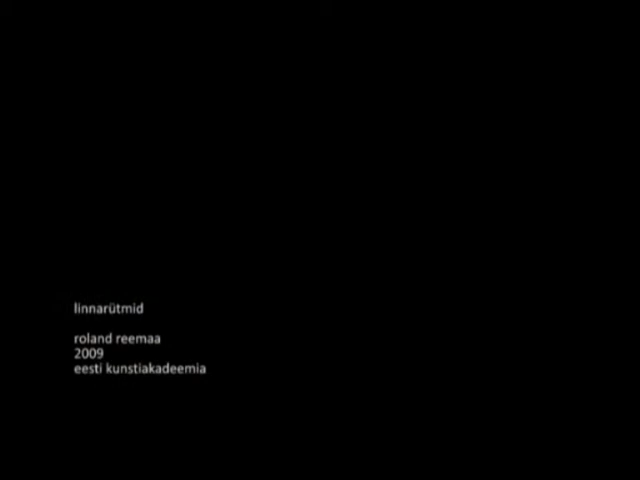 linnarütmid
roland reemaa
2009
eesti kunstiakadeemia